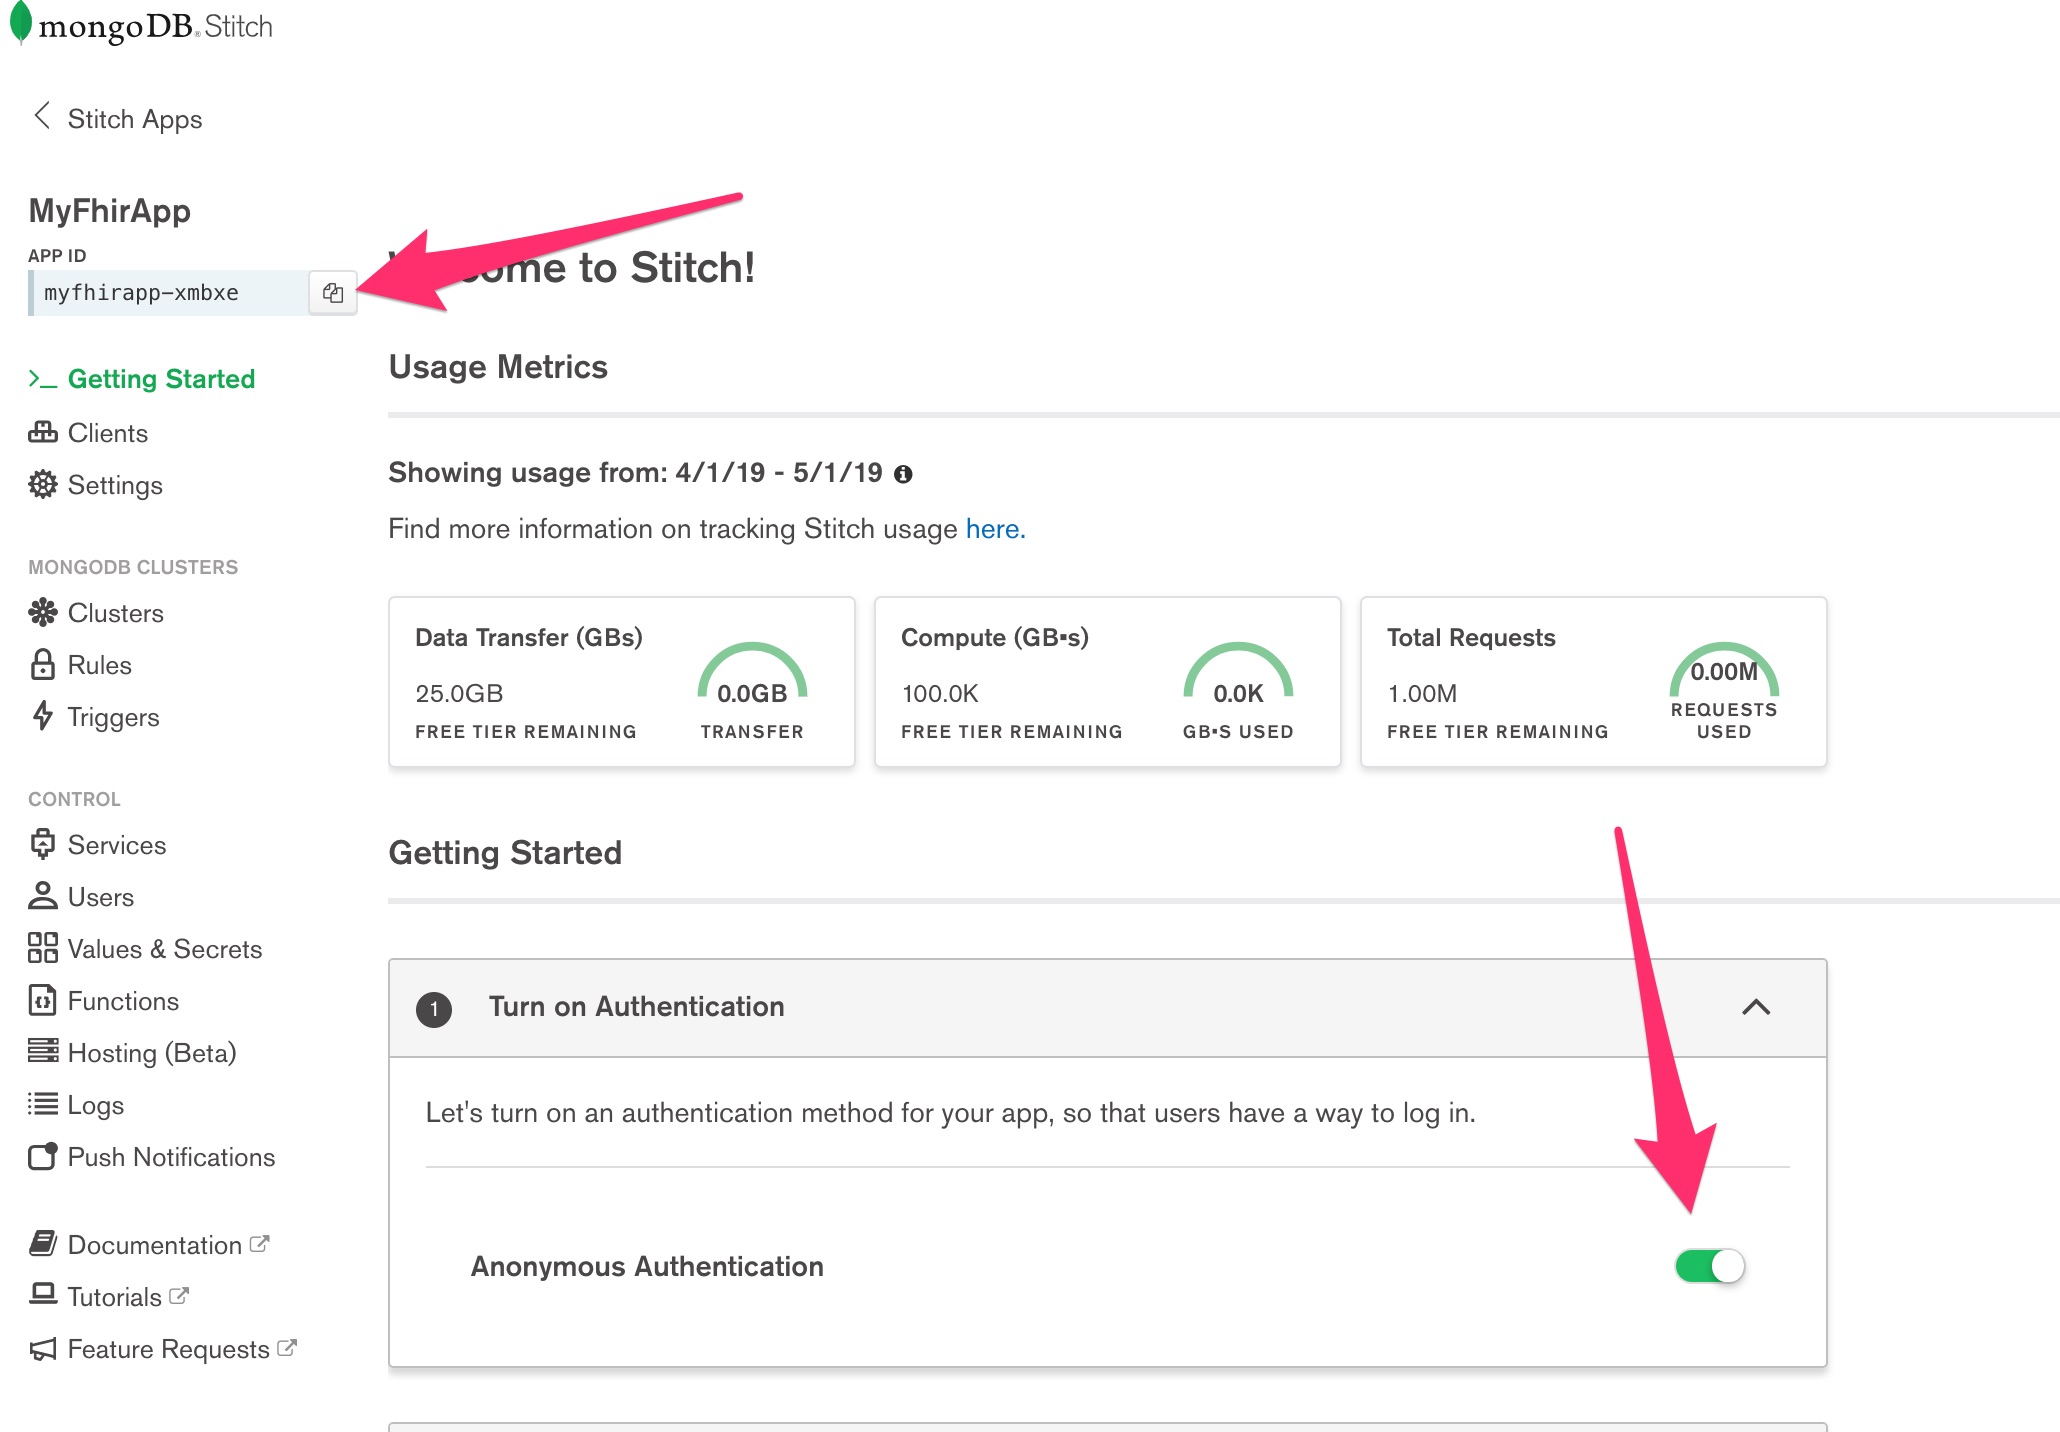 mongoDB® Stitch
Stitch Apps
MyFhirApp
APP ID
myfhirapp-xmbxe
Getting Started
Clients
Settings
MONGODB CLUSTERS
Clusters
Rules
Triggers
CONTROL
Services
Users
Values & Secrets
Functions
Hosting (Beta)
Logs
Push Notifications
Documentation
Tutorials
Feature Requests
to Stitch!
Usage Metrics
Showing usage from: 4/1/19 - 5/1/19
Find more information on tracking Stitch usage here.
Data Transfer (GBs)
25.0GB
FREE TIER REMAINING
0.0GB
TRANSFER
Compute (GB▪s)
100.0K
FREE TIER REMAINING
0.0K
GB▪S USED
Total Requests
1.00M
FREE TIER REMAINING
0.00M
REQUESTS
USED
Getting Started
1 Turn on Authentication
Let's turn on an authentication method for your app, so that users have a way to log in.
Anonymous Authentication